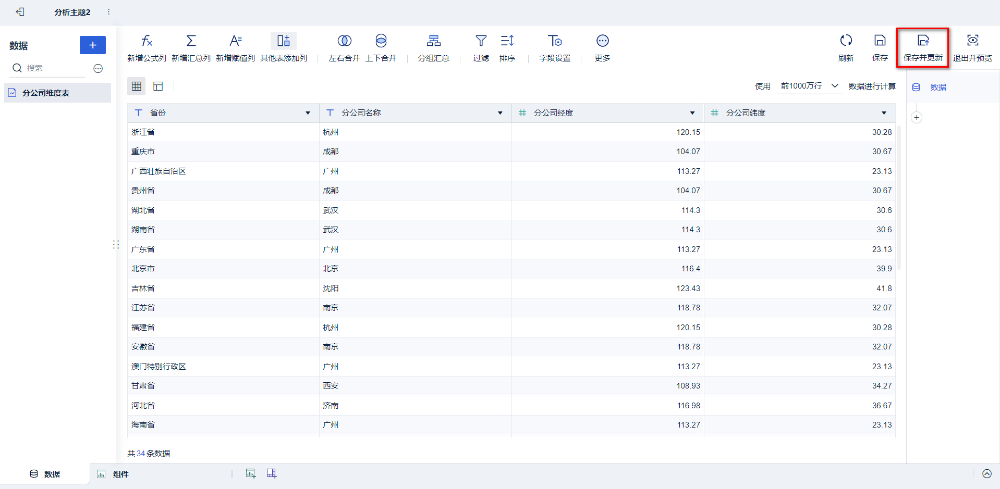 分析主题2
数据
搜索
分公司维度表
新增公式列 新增汇总列 新增赋值列 其他表添加列 左右合并 上下合并 分组汇总 过滤 排序 字段设置 更多 刷新 保存 保存并更新 退出并预览
使用 前1000万行 数据进行计算
数据
省份 分公司名称 分公司经度 分公司纬度
浙江省 杭州 120.15 30.28
重庆市 成都 104.07 30.67
广西壮族自治区 广州 113.27 23.13
贵州省 成都 104.07 30.67
湖北省 武汉 114.3 30.6
湖南省 武汉 114.3 30.6
广东省 广州 113.27 23.13
北京市 北京 116.4 39.9
吉林省 沈阳 123.43 41.8
江苏省 南京 118.78 32.07
福建省 杭州 120.15 30.28
安徽省 南京 118.78 32.07
澳门特别行政区 广州 113.27 23.13
甘肃省 西安 108.93 34.27
河北省 济南 116.98 36.67
海南省 广州 113.27 23.13
共34条数据
数据 组件